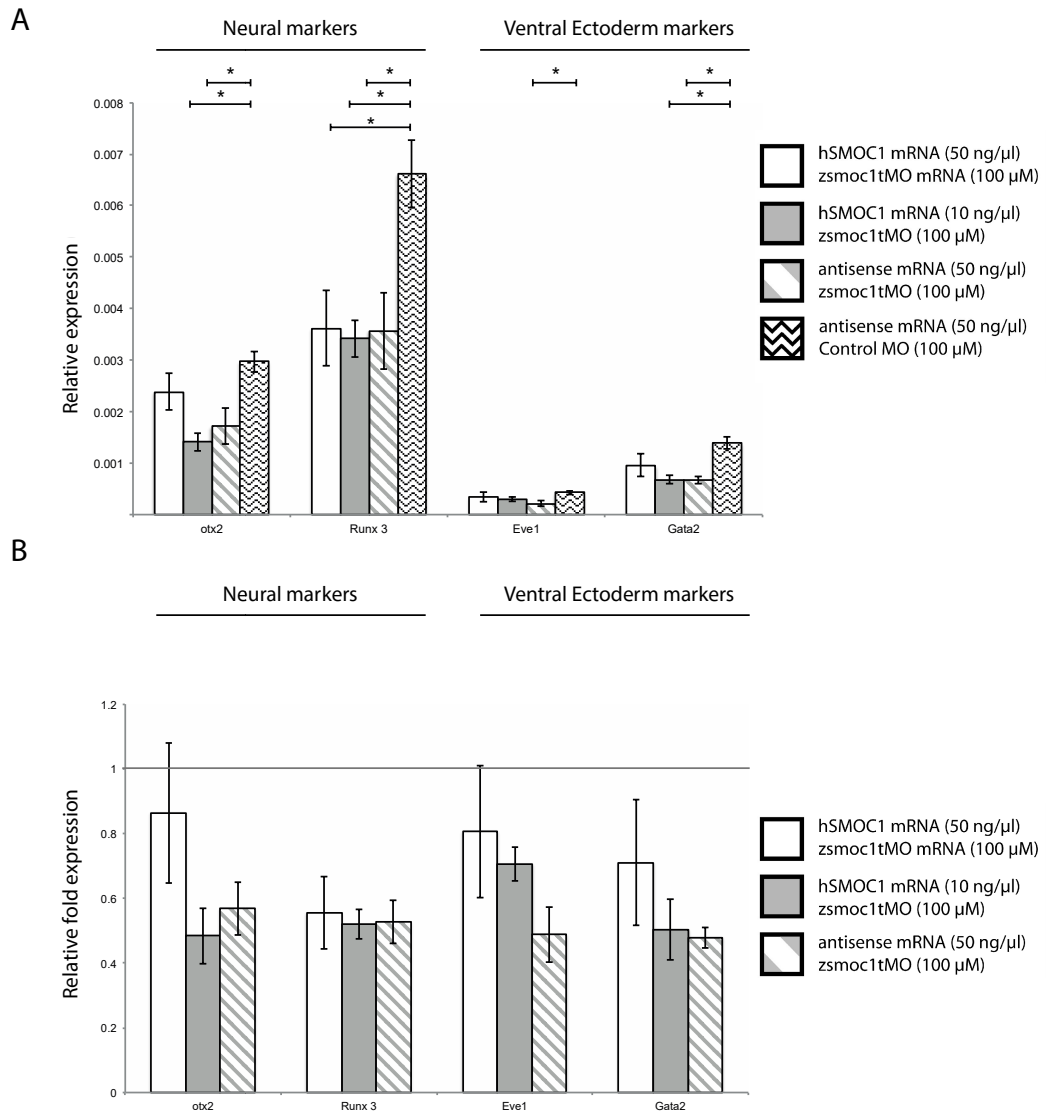 A
Neural markers
Ventral Ectoderm markers
* * * *
* * *
*
0.008
0.007
0.006
0.005
0.004
0.003
0.002
0.001
Relative expression
otx2
Runx 3
Eve1
Gata2
hSMOC1 mRNA (50 ng/µl)
zsmoc1tMO mRNA (100 µM)
hSMOC1 mRNA (10 ng/µl)
zsmoc1tMO (100 µM)
antisense mRNA (50 ng/µl)
zsmoc1tMO (100 µM)
antisense mRNA (50 ng/µl)
Control MO (100 µM)
B
Neural markers
Ventral Ectoderm markers
1.2
1
0.8
0.6
0.4
0.2
0
Relative fold expression
otx2
Runx 3
Eve1
Gata2
hSMOC1 mRNA (50 ng/µl)
zsmoc1tMO mRNA (100 µM)
hSMOC1 mRNA (10 ng/µl)
zsmoc1tMO (100 µM)
antisense mRNA (50 ng/µl)
zsmoc1tMO (100 µM)